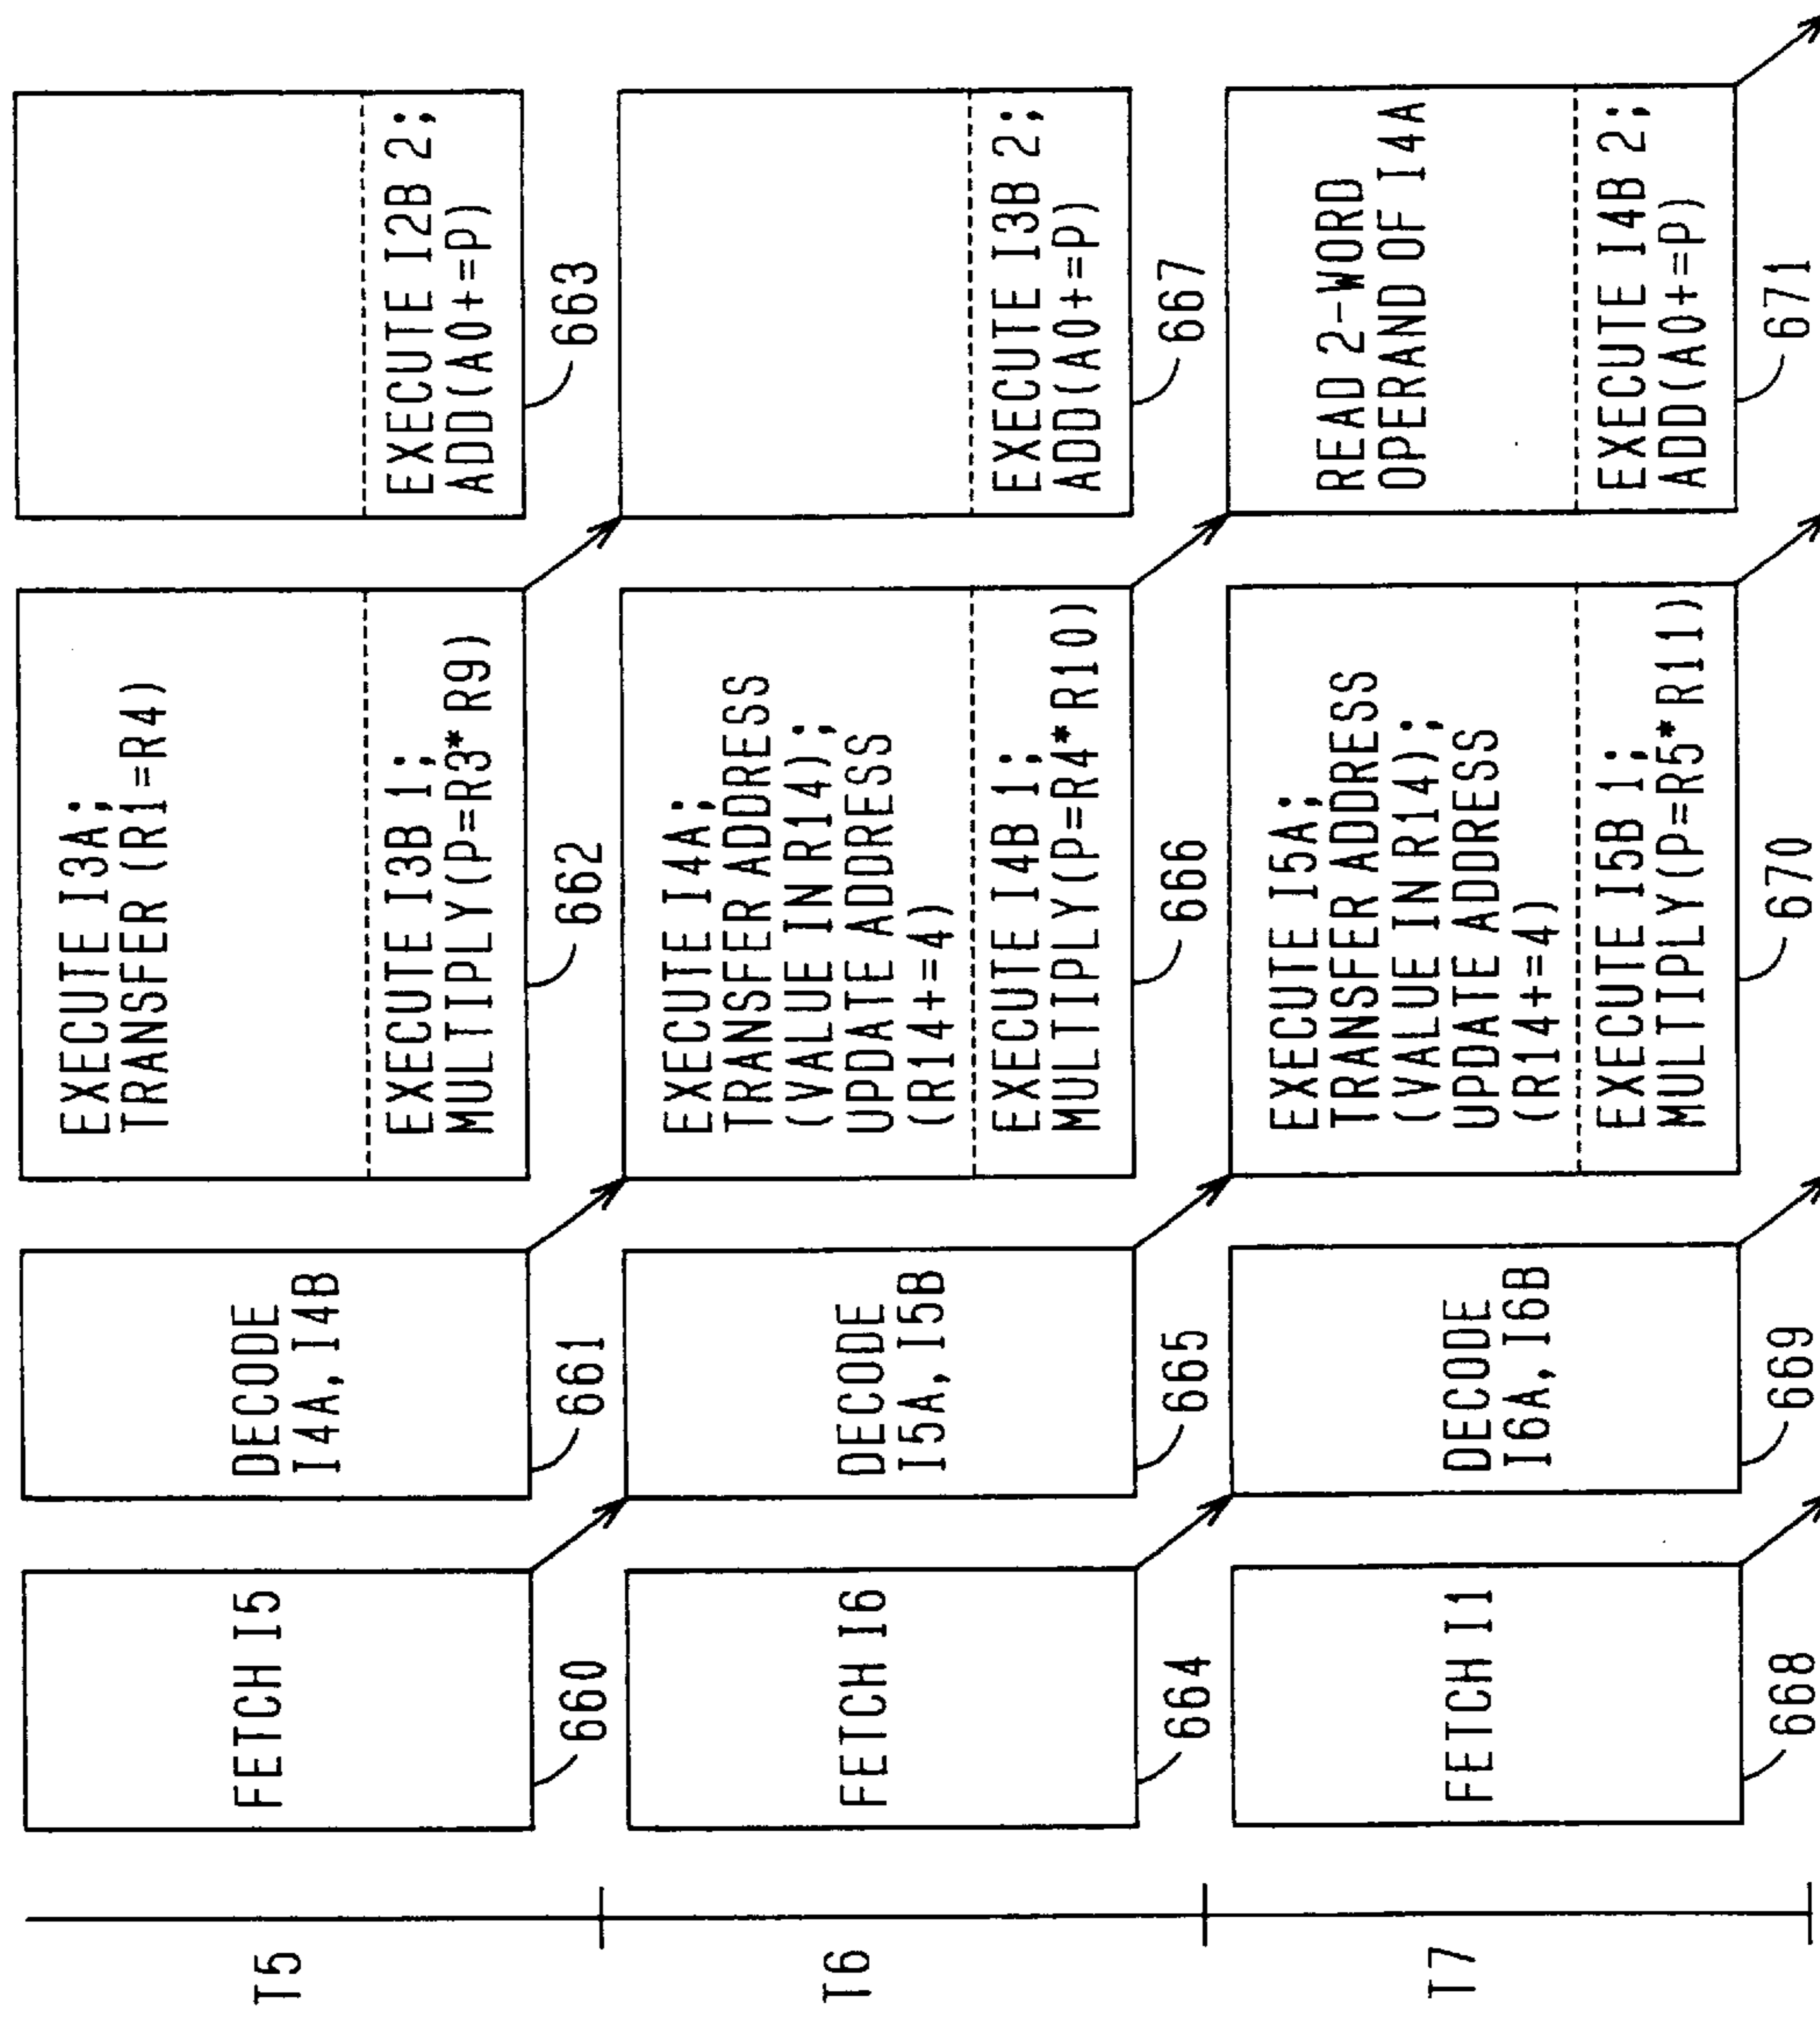 T5
FETCH I5
660
DECODE
I4A, I4B
661
EXECUTE I3A;
TRANSFER (R1=R4)
EXECUTE I3B 1;
MULTIPLY(P=R3* R9)
662
EXECUTE I2B 2;
ADD(A0+=P)
663
T6
FETCH I6
664
DECODE
I5A, I5B
665
EXECUTE I4A;
TRANSFER ADDRESS
(VALUE IN R14);
UPDATE ADDRESS
(R14+=4)
EXECUTE I4B 1;
MULTIPLY(P=R4*R10)
666
EXECUTE I3B 2;
ADD(A0+=P)
667
T7
FETCH I1
668
DECODE
I6A, I6B
669
EXECUTE I5A;
TRANSFER ADDRESS
(VALUE IN R14);
UPDATE ADDRESS
(R14+=4)
EXECUTE I5B 1;
MULTIPLY(P=R5*R11)
670
READ 2-WORD
OPERAND OF I4A
EXECUTE I4B 2;
ADD(A0+=P)
671